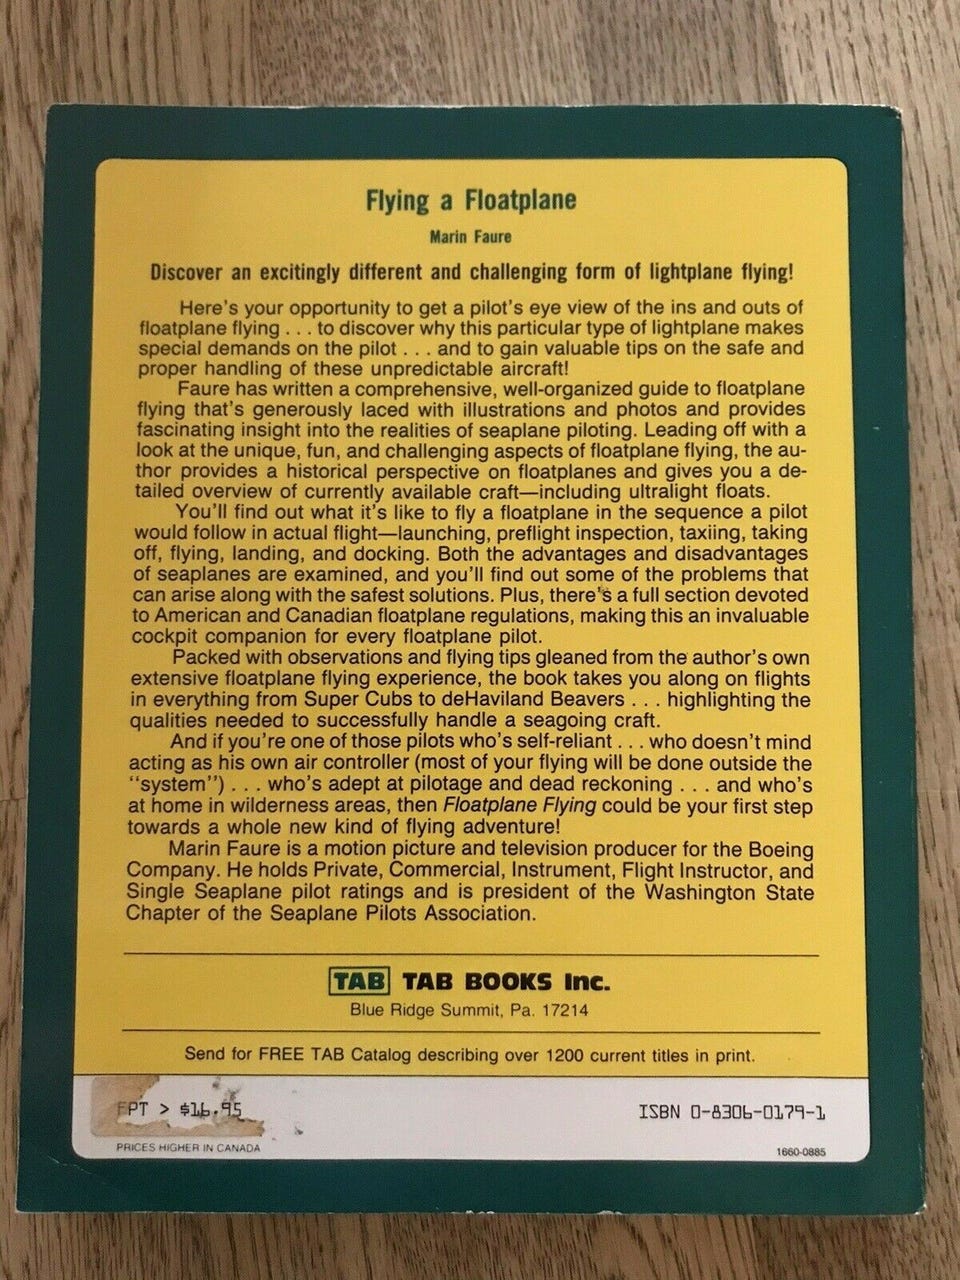 Flying a Floatplane
Marin Faure
Discover an excitingly different and challenging form of lightplane flying!
Here's your opportunity to get a pilot's eye view of the ins and outs of
floatplane flying . . . to discover why this particular type of lightplane makes
special demands on the pilot . . . and to gain valuable tips on the safe and
proper handling of these unpredictable aircraft!
Faure has written a comprehensive, well-organized guide to floatplane
flying that's generously laced with illustrations and photos and provides
fascinating insight into the realities of seaplane piloting. Leading off with a
look at the unique, fun, and challenging aspects of floatplane flying, the au-
thor provides a historical perspective on floatplanes and gives you a de-
tailed overview of currently available craft—including ultralight floats.
You'll find out what it's like to fly a floatplane in the sequence a pilot
would follow in actual flight—launching, preflight inspection, taxiing, taking
off, flying, landing, and docking. Both the advantages and disadvantages
of seaplanes are examined, and you'll find out some of the problems that
can arise along with the safest solutions. Plus, there's a full section devoted
to American and Canadian floatplane regulations, making this an invaluable
cockpit companion for every floatplane pilot.
Packed with observations and flying tips gleaned from the author's own
extensive floatplane flying experience, the book takes you along on flights
in everything from Super Cubs to deHaviland Beavers . . . highlighting the
qualities needed to successfully handle a seagoing craft.
And if you're one of those pilots who's self-reliant . . . who doesn't mind
acting as his own air controller (most of your flying will be done outside the
"system") . . . who's adept at pilotage and dead reckoning . . . and who's
at home in wilderness areas, then Floatplane Flying could be your first step
towards a whole new kind of flying adventure!
Marin Faure is a motion picture and television producer for the Boeing
Company. He holds Private, Commercial, Instrument, Flight Instructor, and
Single Seaplane pilot ratings and is president of the Washington State
Chapter of the Seaplane Pilots Association.
TAB TAB BOOKS Inc.
Blue Ridge Summit, Pa. 17214
Send for FREE TAB Catalog describing over 1200 current titles in print.
FPT > $16.95
ISBN 0-8306-0179-1
PRICES HIGHER IN CANADA
1660-0885